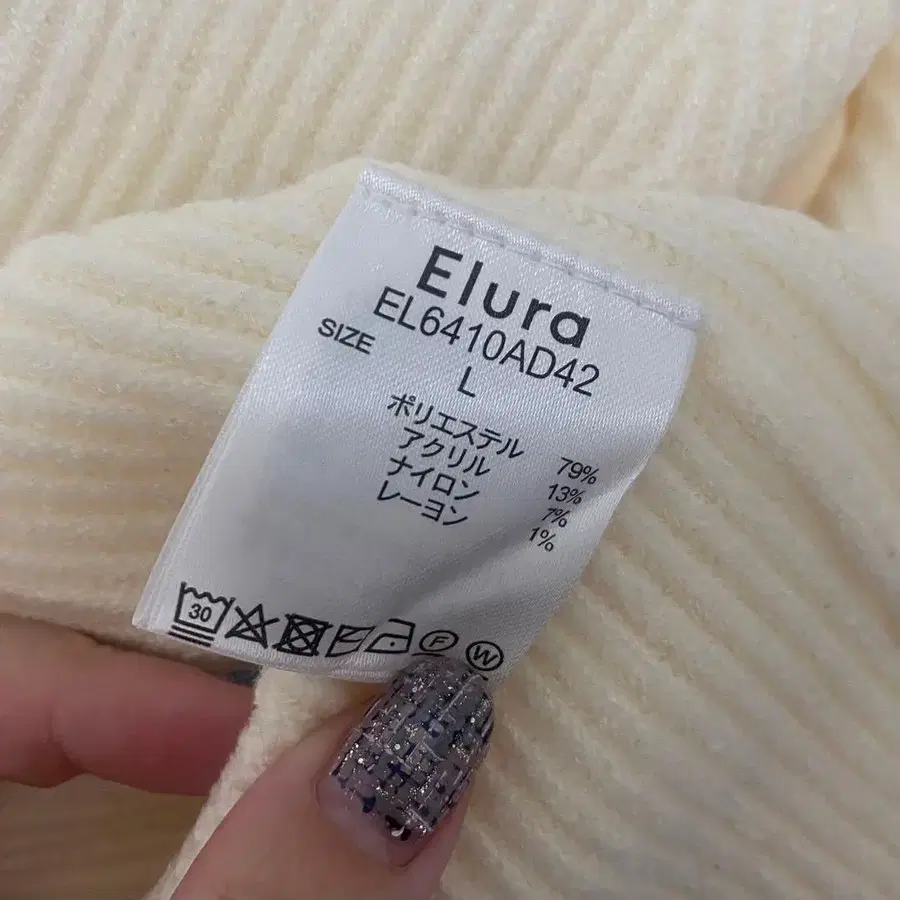 Elura
EL6410AD42
SIZE L
ポリエステル 79%
アクリル 13%
ナイロン 7%
レーヨン 1%
30 F W